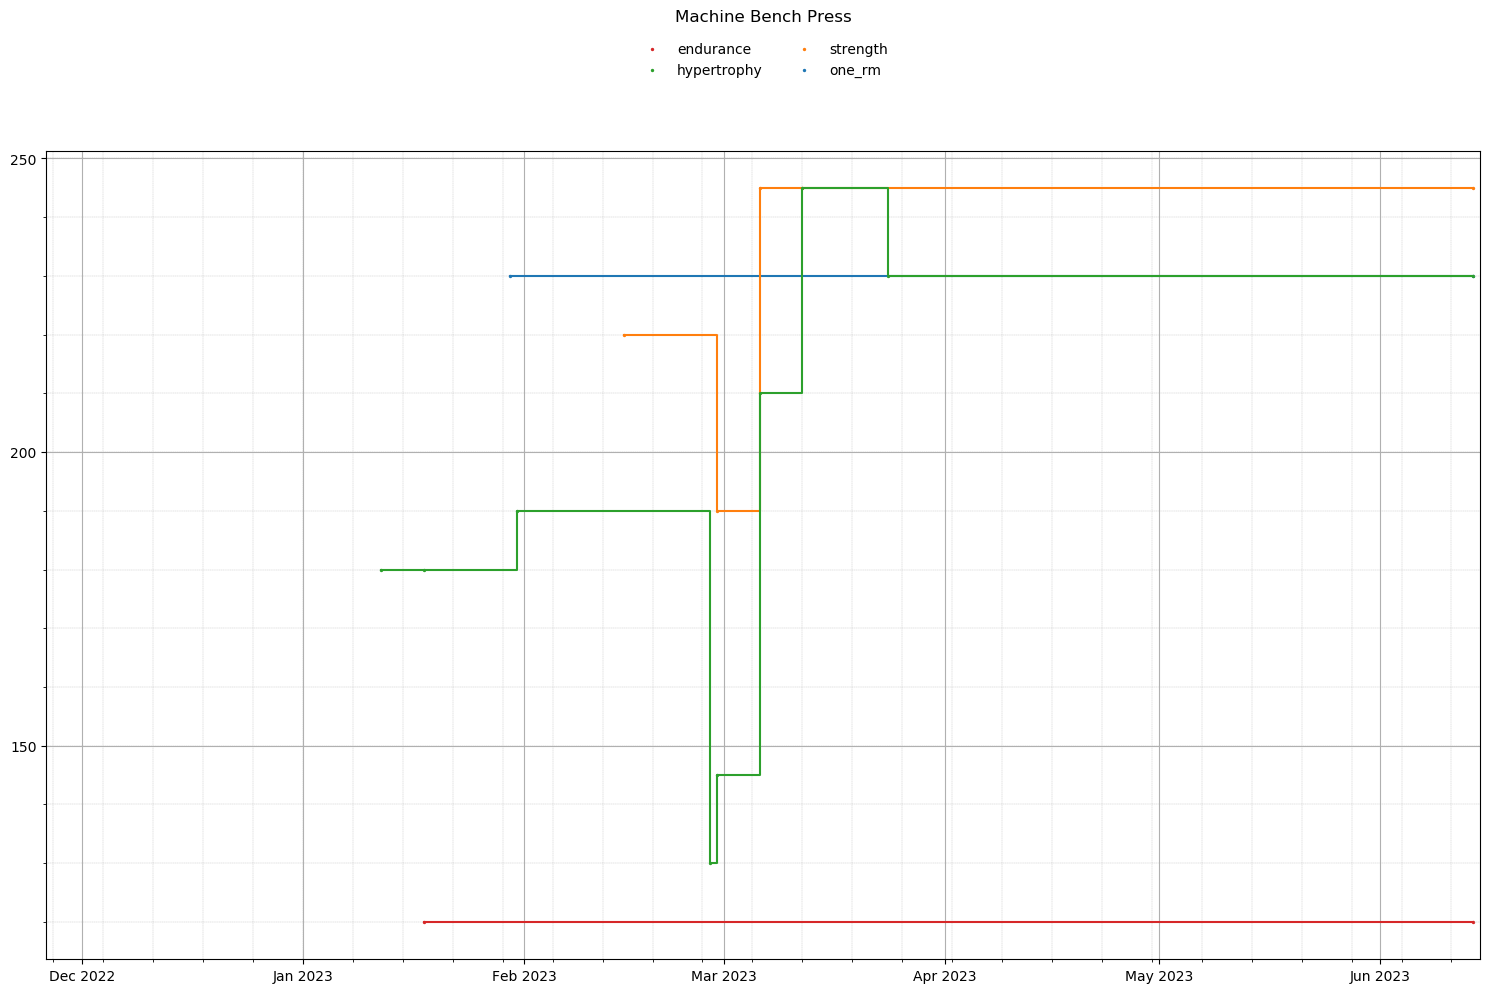 Machine Bench Press
endurance strength
hypertrophy one_rm
250
200
150
Dec 2022 Jan 2023 Feb 2023 Mar 2023 Apr 2023 May 2023 Jun 2023